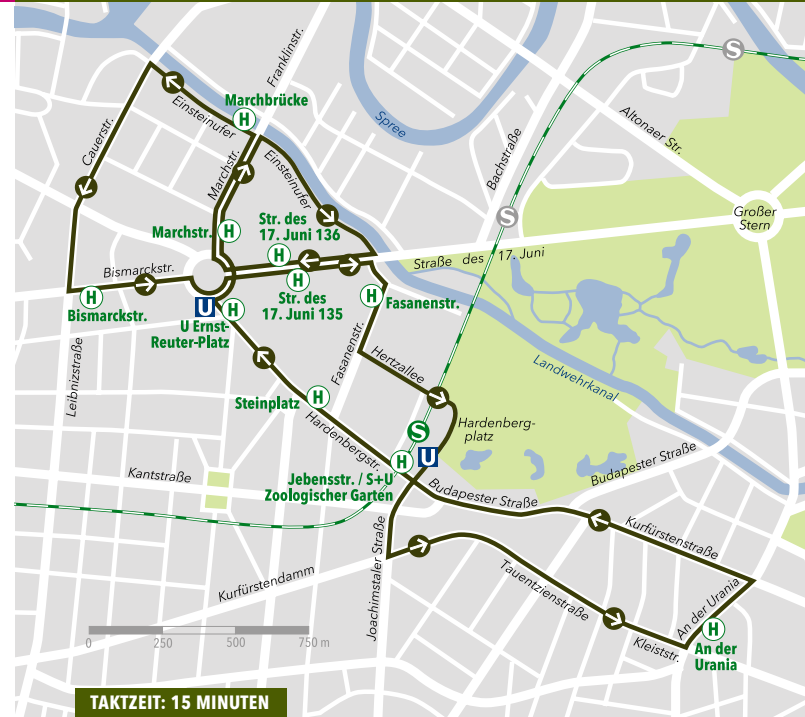 Franklinstr.
S
Marchbrücke
H
Einsteinufer
Spree
Altonaer Str.
Cauerstr.
Marchstr.
Einsteinufer
Bachstraße
S
Großer
Stern
Marchstr.
H
Str. des
17. Juni 136
H
Straße des 17. Juni
Bismarckstr.
H
Bismarckstr.
U
H
U Ernst-
Reuter-Platz
H
Str. des
17. Juni 135
H
Fasanenstr.
Leibnizstraße
Fasanenstr.
Hertzallee
Landwehrkanal
Steinplatz
H
Hardenbergstr.
Hardenberg-
platz
S
U
H
Jebensstr. / S+U
Zoologischer Garten
Kantstraße
Budapester Straße
Budapester Straße
Kurfürstenstraße
Joachimstaler Straße
Kurfürstendamm
Tauentzienstraße
An der Urania
Kleiststr.
H
An der
Urania
0 250 500 750 m
TAKTZEIT: 15 MINUTEN